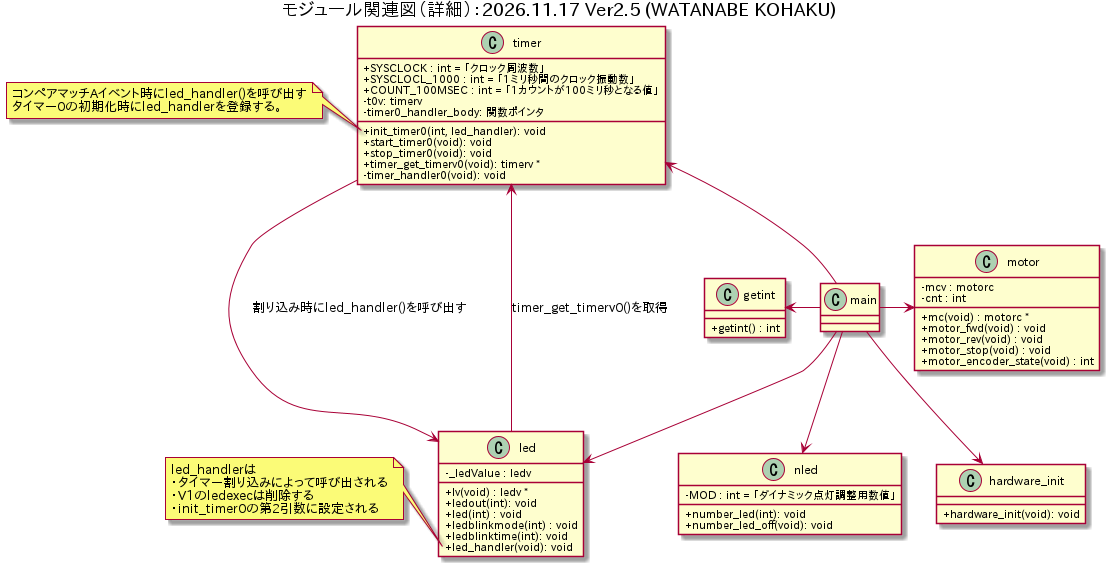 モジュール関連図(詳細):2026.11.17 Ver2.5 (WATANABE KOHAKU)
C timer
+SYSCLOCK : int = 「クロック周波数」
+SYSCLOCL_1000 : int = 「1ミリ秒間のクロック振動数」
+COUNT_100MSEC : int = 「1カウントが100ミリ秒となる値」
-t0v: timerv
-timer0_handler_body: 関数ポインタ
+init_timer0(int, led_handler): void
+start_timer0(void): void
+stop_timer0(void): void
+timer_get_timerv0(void): timerv *
-timer_handler0(void): void
コンペアマッチAイベント時にled_handler()を呼び出す
タイマー0の初期化時にled_handlerを登録する。
C motor
-mcv : motorc
-cnt : int
+mc(void) : motorc *
+motor_fwd(void) : void
+motor_rev(void) : void
+motor_stop(void) : void
+motor_encoder_state(void) : int
C getint
+getint() : int
C main
割り込み時にled_handler()を呼び出す
timer_get_timerv0()を取得
C led
-_ledValue : ledv
+lv(void) : ledv *
+ledout(int): void
+led(int) : void
+ledblinkmode(int) : void
+ledblinktime(int): void
+led_handler(void): void
led_handlerは
・タイマー割り込みによって呼び出される
・V1のledexecは削除する
・init_timer0の第2引数に設定される
C nled
-MOD : int = 「ダイナミック点灯調整用数値」
+number_led(int): void
+number_led_off(void): void
C hardware_init
+hardware_init(void): void